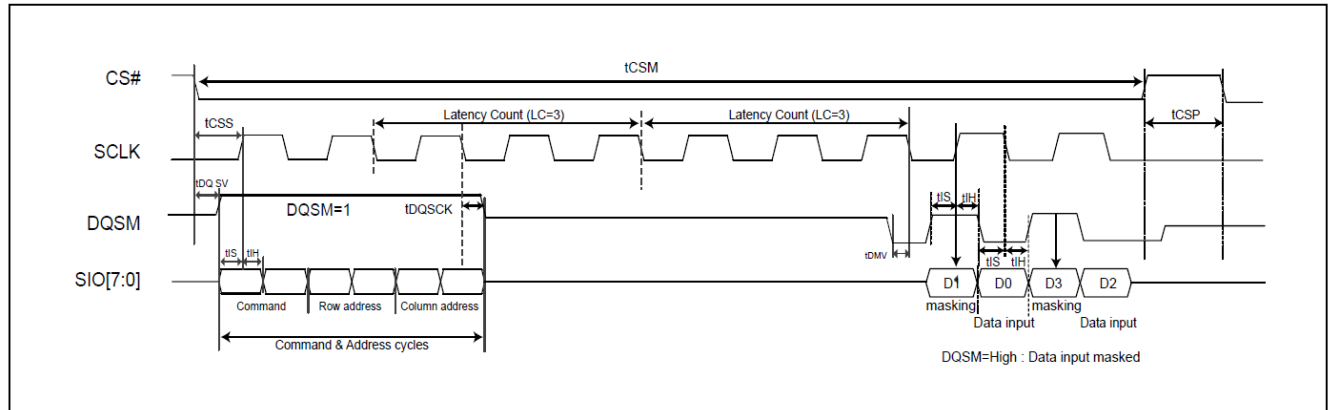 CS#
tCSM
tCSP
tCSS
Latency Count (LC=3)
Latency Count (LC=3)
SCLK
tDQSV
DQSM=1
tDQSCK
tIS
tIH
DQSM
tIS
tIH
tDMV
tIS
tIH
SIO[7:0]
D1
D0
D3
D2
Command
Row address
Column address
masking
masking
Data input
Data input
Command & Address cycles
DQSM=High : Data input masked